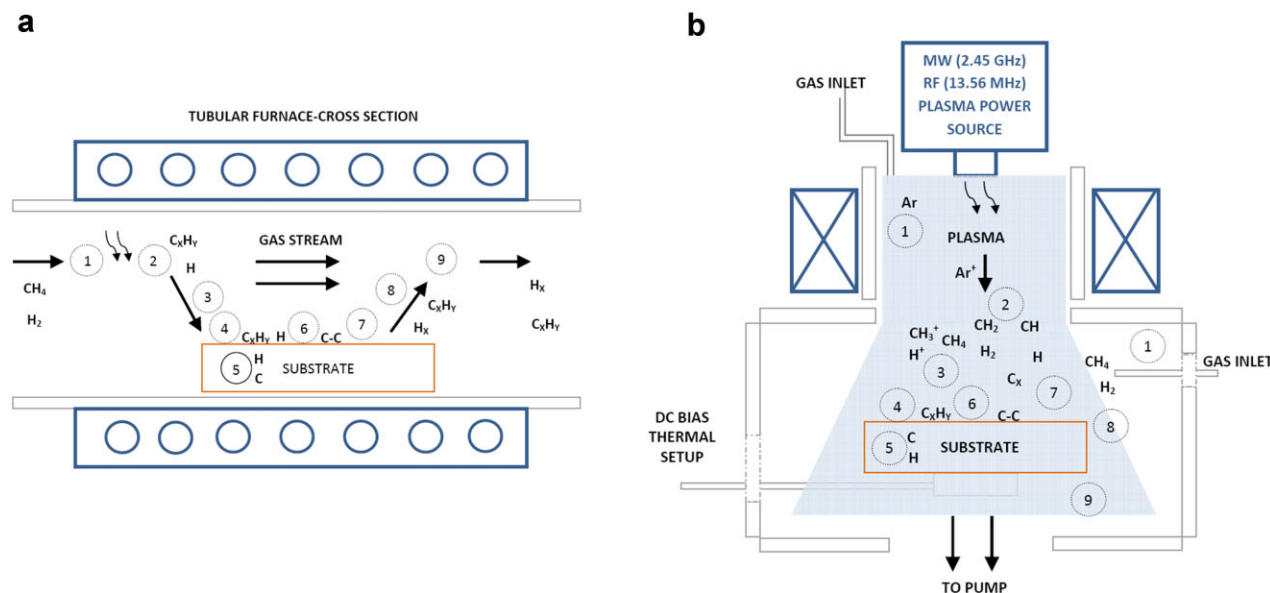 a
TUBULAR FURNACE-CROSS SECTION
1
2
CXHY
H
GAS STREAM
9
CH4
H2
3
8
HX
4
CXHY
H
6
C-C
7
HX
CXHY
CXHY
5
H
C
SUBSTRATE
b
MW (2.45 GHz)
RF (13.56 MHz)
PLASMA POWER
SOURCE
GAS INLET
Ar
1
PLASMA
Ar+
2
CH3+
CH4
CH2
CH
H+
H2
H
3
CX
7
CH4
H2
1
GAS INLET
4
CXHY
6
C-C
8
DC BIAS
THERMAL
SETUP
5
C
H
SUBSTRATE
9
TO PUMP